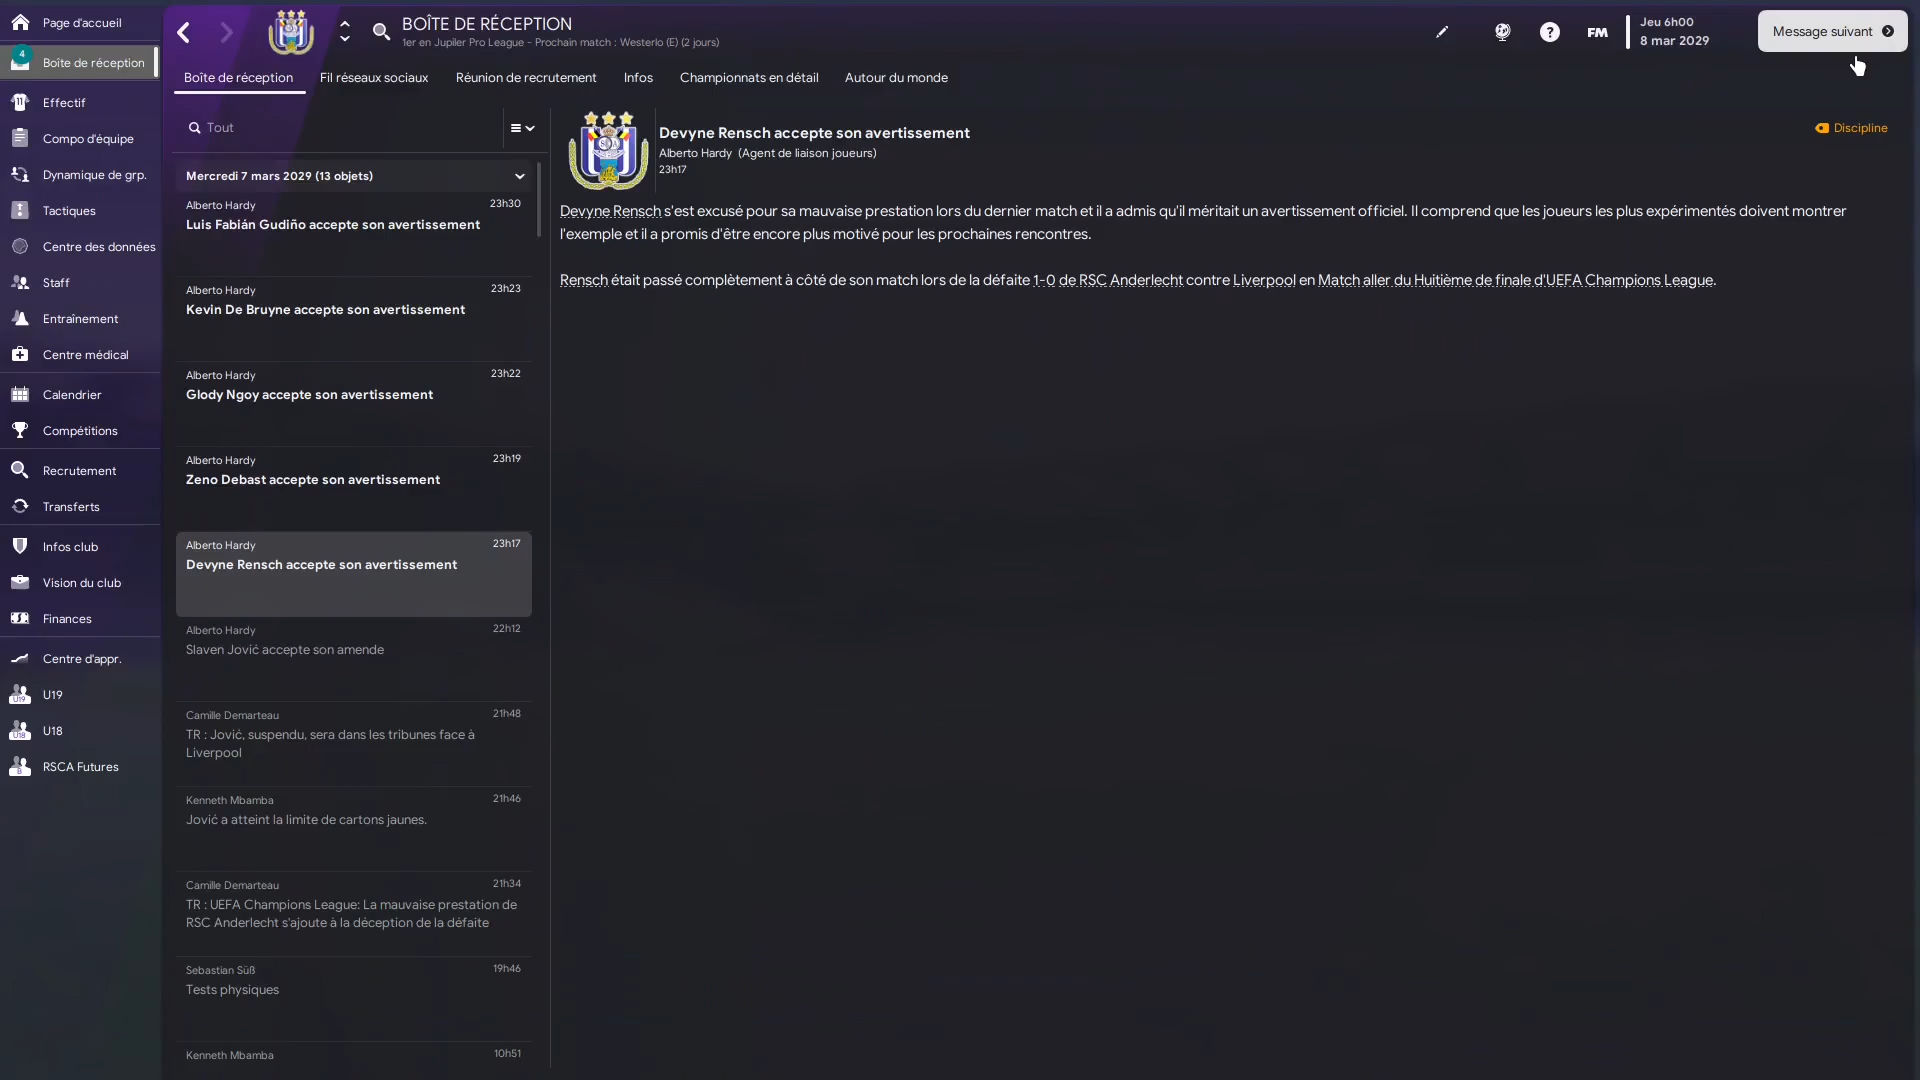 Page d'accueil
4
Boîte de réception
Effectif
Compo d'équipe
Dynamique de grp.
Tactiques
Centre des données
Staff
Entraînement
Centre médical
Calendrier
Compétitions
Recrutement
Transferts
Infos club
Vision du club
Finances
Centre d'appr.
U19
U18
RSCA Futures
BOÎTE DE RÉCEPTION
1er en Jupiler Pro League - Prochain match : Westerlo (E) (2 jours)
FM
Jeu 6h00
8 mar 2029
Message suivant
Boîte de réception
Fil réseaux sociaux
Réunion de recrutement
Infos
Championnats en détail
Autour du monde
Tout
Mercredi 7 mars 2029 (13 objets)
Alberto Hardy 23h30
Luis Fabián Gudiño accepte son avertissement
Alberto Hardy 23h23
Kevin De Bruyne accepte son avertissement
Alberto Hardy 23h22
Glody Ngoy accepte son avertissement
Alberto Hardy 23h19
Zeno Debast accepte son avertissement
Alberto Hardy 23h17
Devyne Rensch accepte son avertissement
Alberto Hardy 22h12
Slaven Jović accepte son amende
Camille Demarteau 21h48
TR : Jović, suspendu, sera dans les tribunes face à
Liverpool
Kenneth Mbamba 21h46
Jović a atteint la limite de cartons jaunes.
Camille Demarteau 21h34
TR : UEFA Champions League: La mauvaise prestation de
RSC Anderlecht s'ajoute à la déception de la défaite
Sebastian Süß 19h46
Tests physiques
Kenneth Mbamba 10h51
Devyne Rensch accepte son avertissement
Alberto Hardy (Agent de liaison joueurs)
23h17
Discipline
Devyne Rensch s'est excusé pour sa mauvaise prestation lors du dernier match et il a admis qu'il méritait un avertissement officiel. Il comprend que les joueurs les plus expérimentés doivent montrer
l'exemple et il a promis d'être encore plus motivé pour les prochaines rencontres.
Rensch était passé complètement à côté de son match lors de la défaite 1-0 de RSC Anderlecht contre Liverpool en Match aller du Huitième de finale d'UEFA Champions League.